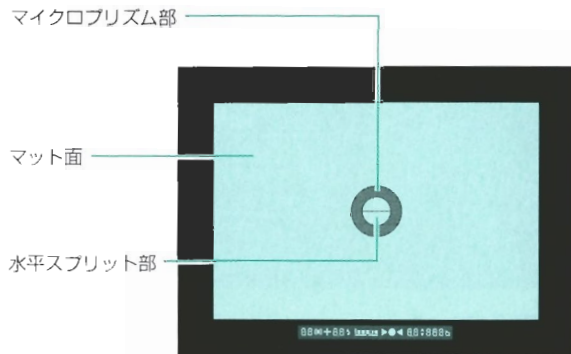 マイクロプリズム部
マット面
水平スプリット部